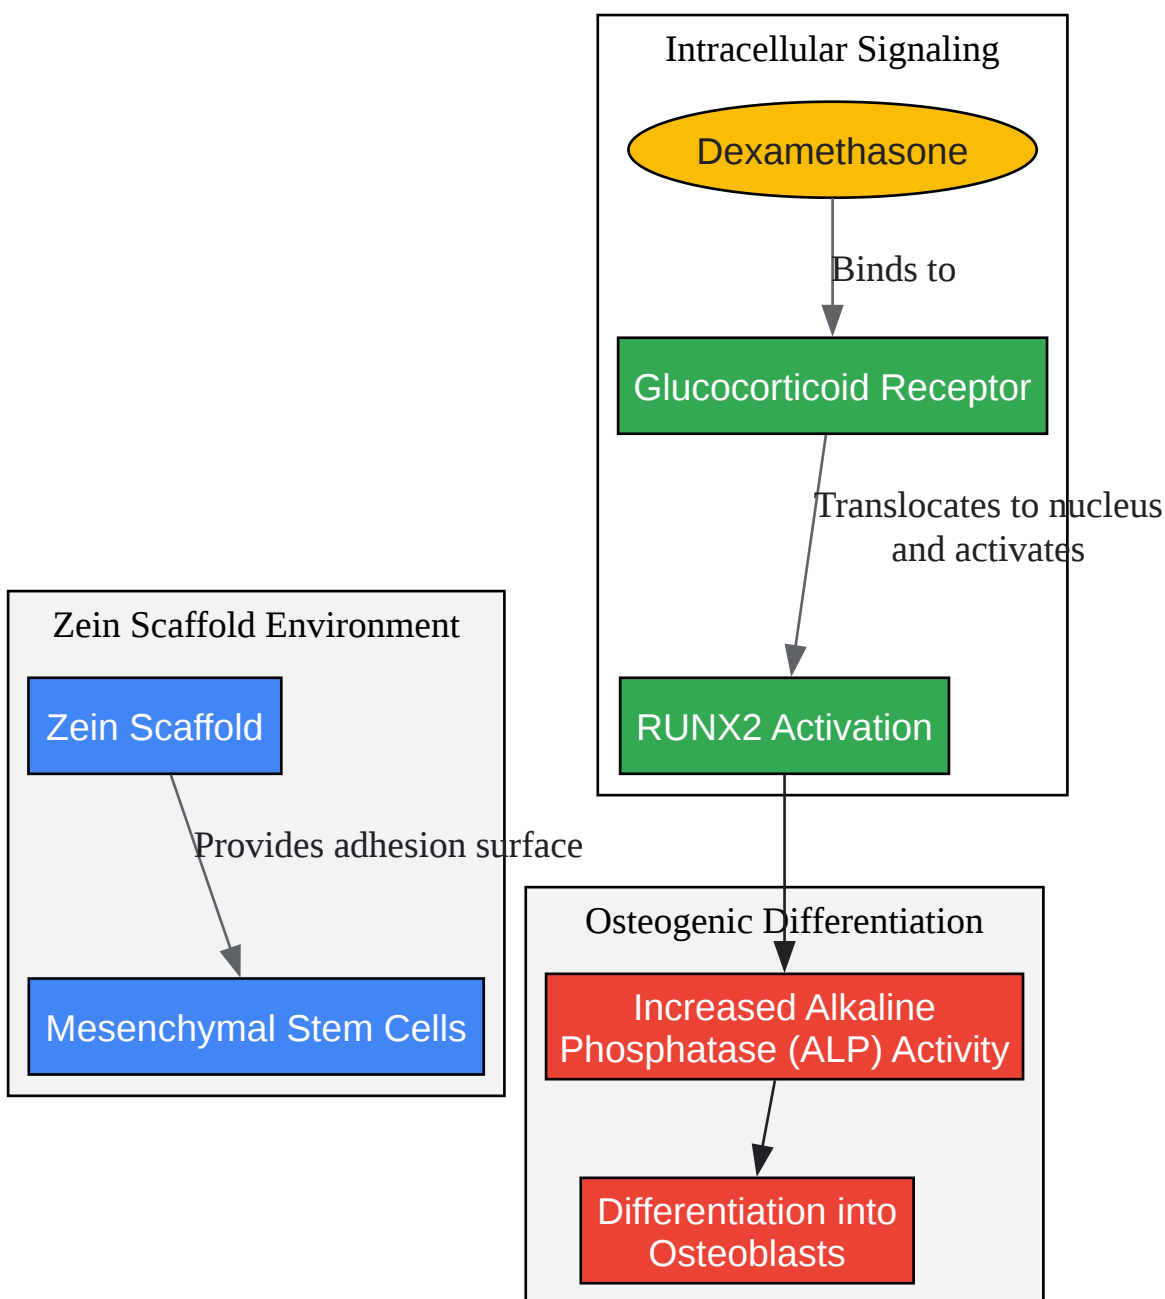 Intracellular Signaling
Dexamethasone
Binds to
Glucocorticoid Receptor
Translocates to nucleus
and activates
RUNX2 Activation
Zein Scaffold Environment
Zein Scaffold
Provides adhesion surface
Mesenchymal Stem Cells
Osteogenic Differentiation
Increased Alkaline
Phosphatase (ALP) Activity
Differentiation into
Osteoblasts